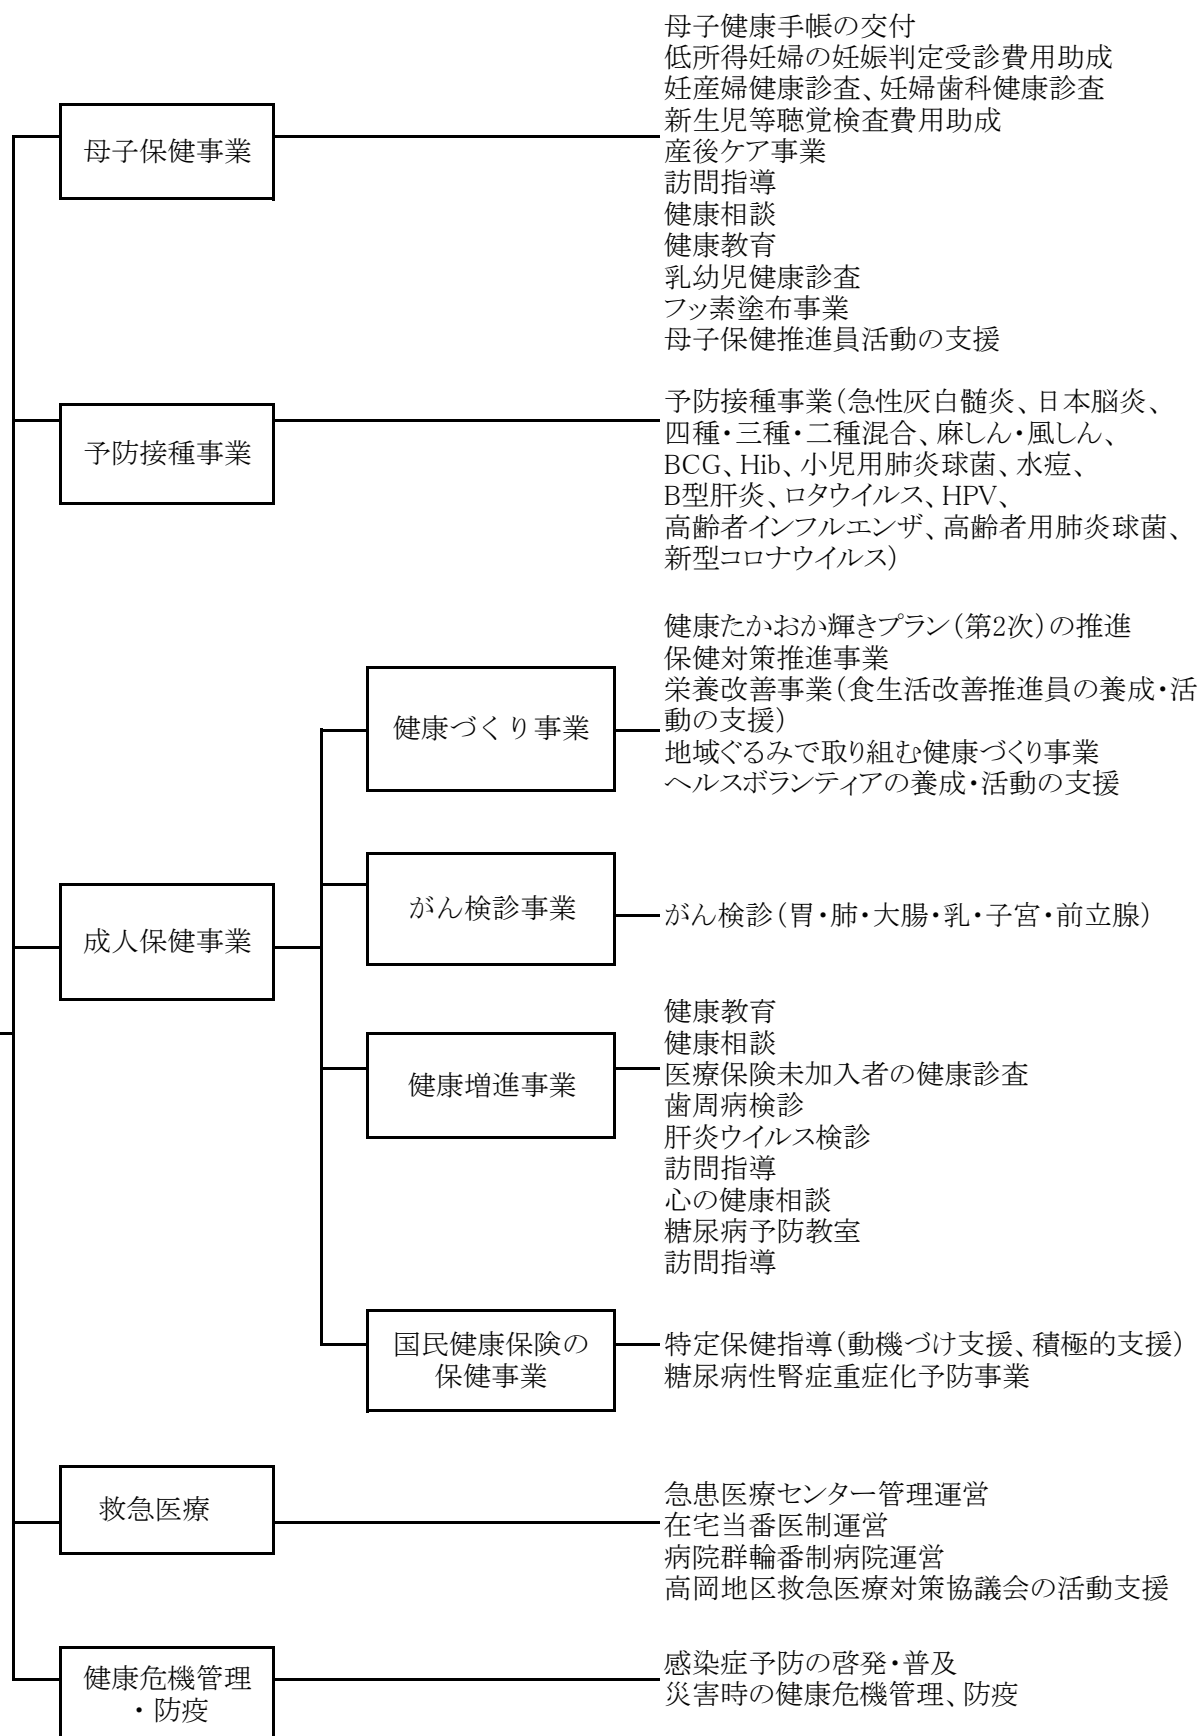 母子健康手帳の交付
低所得妊婦の妊娠判定受診費用助成
妊産婦健康診査、妊婦歯科健康診査
新生児等聴覚検査費用助成
産後ケア事業
訪問指導
健康相談
健康教育
乳幼児健康診査
フッ素塗布事業
母子保健推進員活動の支援
母子保健事業
予防接種事業
予防接種事業(急性灰白髄炎、日本脳炎、
四種・三種・二種混合、麻しん・風しん、
BCG、Hib、小児用肺炎球菌、水痘、
B型肝炎、ロタウイルス、HPV、
高齢者インフルエンザ、高齢者用肺炎球菌、
新型コロナウイルス)
成人保健事業
健康づくり事業
健康たかおか輝きプラン(第2次)の推進
保健対策推進事業
栄養改善事業(食生活改善推進員の養成・活
動の支援)
地域ぐるみで取り組む健康づくり事業
ヘルスボランティアの養成・活動の支援
がん検診事業
がん検診(胃・肺・大腸・乳・子宮・前立腺)
健康増進事業
健康教育
健康相談
医療保険未加入者の健康診査
歯周病検診
肝炎ウイルス検診
訪問指導
心の健康相談
糖尿病予防教室
訪問指導
国民健康保険の
保健事業
特定保健指導(動機づけ支援、積極的支援)
糖尿病性腎症重症化予防事業
救急医療
急患医療センター管理運営
在宅当番医制運営
病院群輪番制病院運営
高岡地区救急医療対策協議会の活動支援
健康危機管理
・防疫
感染症予防の啓発・普及
災害時の健康危機管理、防疫